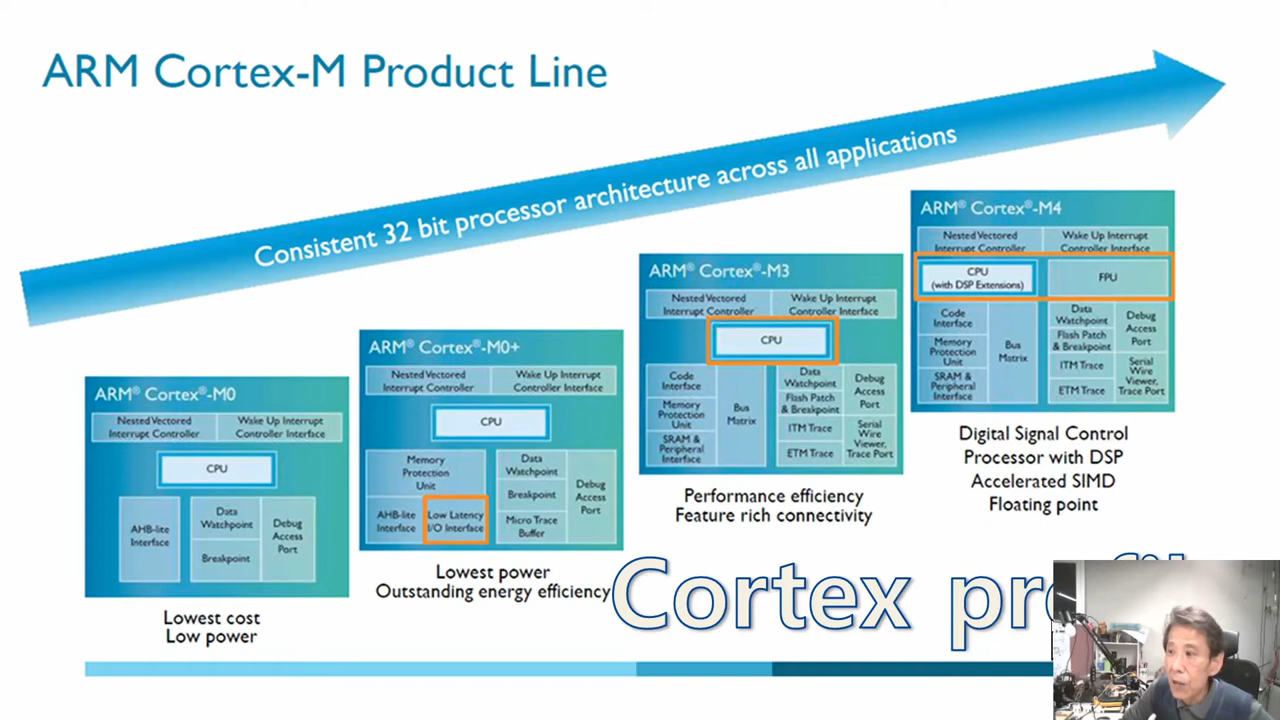 ARM Cortex-M Product Line
Consistent 32 bit processor architecture across all applications
ARM® Cortex®-M0
Nested Vectored
Interrupt Controller
Wake Up Interrupt
Controller Interface
CPU
AHB-lite
Interface
Data
Watchpoint
Breakpoint
Debug
Access
Port
Lowest cost
Low power
ARM® Cortex®-M0+
Nested Vectored
Interrupt Controller
Wake Up Interrupt
Controller Interface
CPU
Memory
Protection
Unit
AHB-lite
Interface
Low Latency
I/O Interface
Data
Watchpoint
Breakpoint
Micro Trace
Buffer
Debug
Access
Port
Lowest power
Outstanding energy efficiency
ARM® Cortex®-M3
Nested Vectored
Interrupt Controller
Wake Up Interrupt
Controller Interface
CPU
Code
Interface
Memory
Protection
Unit
SRAM &
Peripheral
Interface
Bus
Matrix
Data
Watchpoint
Flash Patch
& Breakpoint
ITM Trace
ETM Trace
Debug
Access
Port
Serial
Wire
Viewer,
Trace Port
Performance efficiency
Feature rich connectivity
ARM® Cortex®-M4
Nested Vectored
Interrupt Controller
Wake Up Interrupt
Controller Interface
CPU
(with DSP Extensions)
FPU
Code
Interface
Memory
Protection
Unit
SRAM &
Peripheral
Interface
Bus
Matrix
Data
Watchpoint
Flash Patch
& Breakpoint
ITM Trace
ETM Trace
Debug
Access
Port
Serial
Wire
Viewer,
Trace Port
Digital Signal Control
Processor with DSP
Accelerated SIMD
Floating point
Cortex